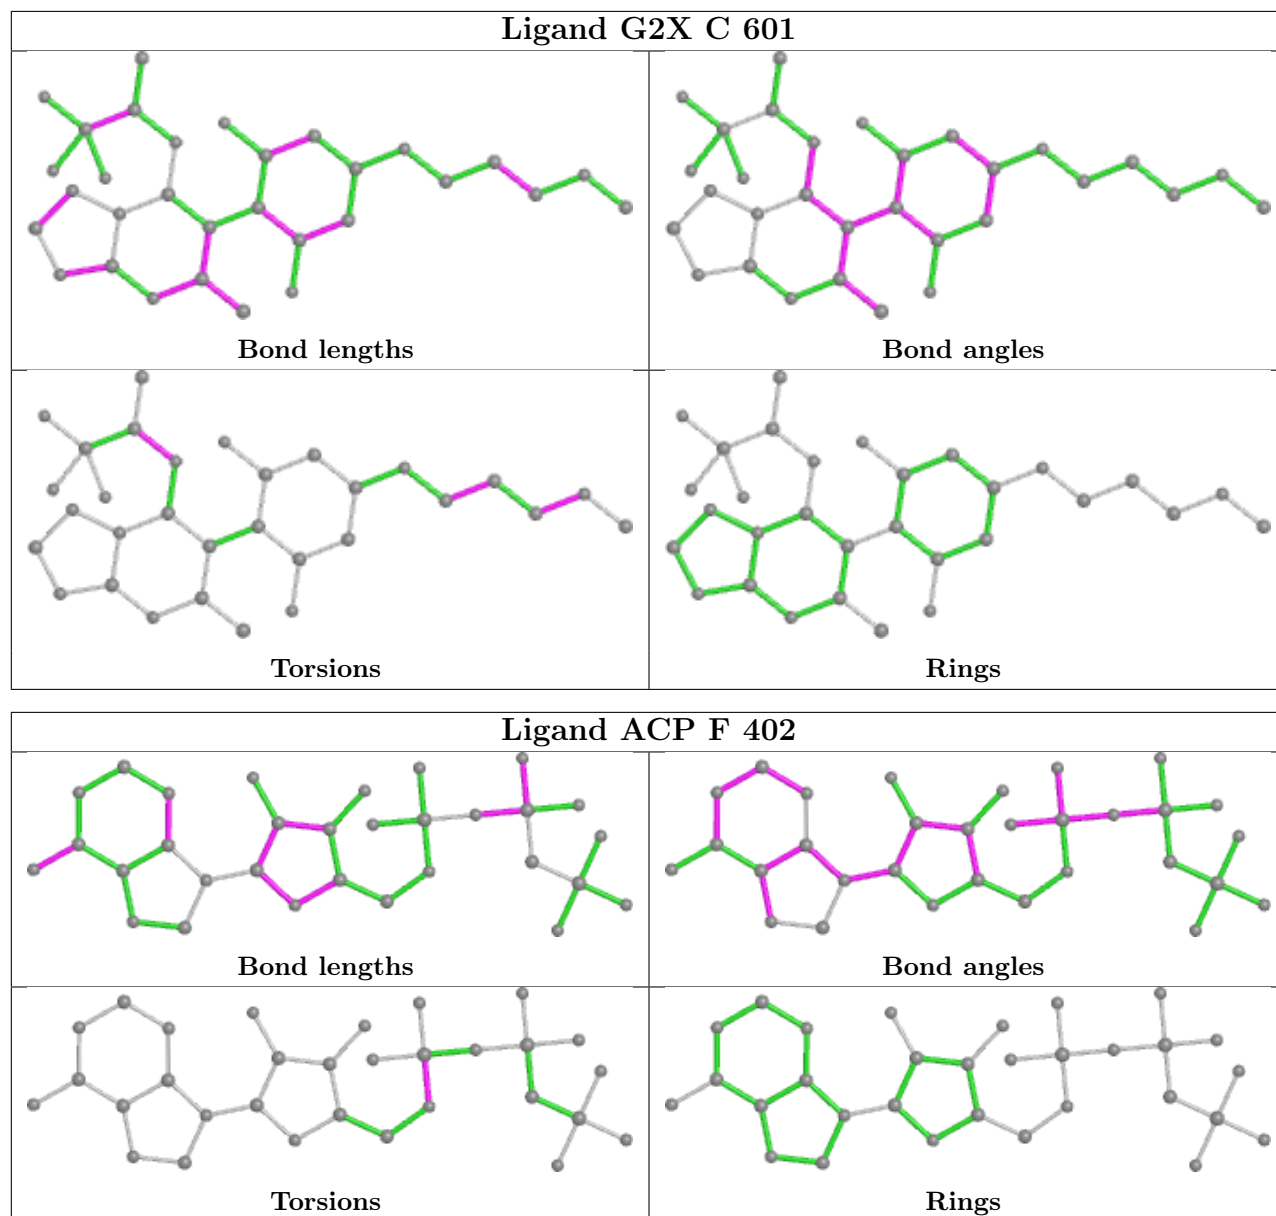 Ligand G2X C 601
Bond lengths
Bond angles
Torsions
Rings
Ligand ACP F 402
Bond lengths
Bond angles
Torsions
Rings